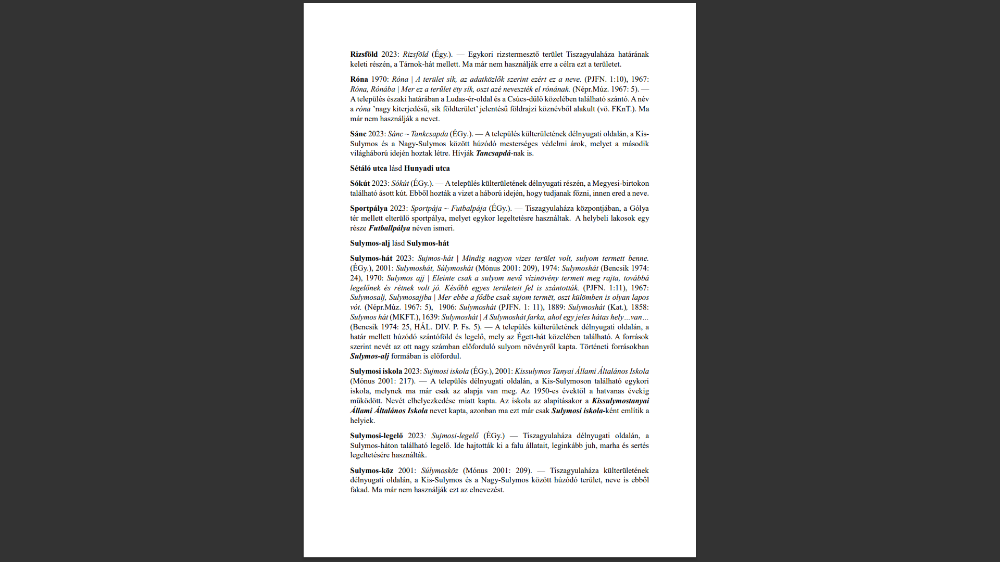 Rizsföld 2023: Rizsföld (Égy.). — Egykori rizstermesztő terület Tiszagyulaháza határának
keleti részén, a Tárnok-hát mellett. Ma már nem használják erre a célra ezt a területet.
Róna 1970: Róna | A terület sík, az adatközlők szerint ezért ez a neve. (PJFN. 1:10), 1967:
Róna, Rónába | Mer ez a terűlet ëty sík, oszt azé neveszték el rónának. (Népr.Múz. 1967: 5). —
A település északi határában a Ludas-ér-oldal és a Csúcs-dűlő közelében található szántó. A név
a róna ’nagy kiterjedésű, sík földterület’ jelentésű földrajzi köznévből alakult (vö. FKnT.). Ma
már nem használják a nevet.
Sánc 2023: Sánc ~ Tankcsapda (ÉGy.). — A település külterületének délnyugati oldalán, a Kis-
Sulymos és a Nagy-Sulymos között húzódó mesterséges védelmi árok, melyet a második
világháború idején hoztak létre. Hívják Tancsapdá-nak is.
Sétáló utca lásd Hunyadi utca
Sókút 2023: Sókút (ÉGy.). — A település külterületének délnyugati részén, a Megyesi-birtokon
található ásott kút. Ebből hozták a vizet a háború idején, hogy tudjanak főzni, innen ered a neve.
Sportpálya 2023: Sportpája ~ Futbalpája (ÉGy.). — Tiszagyulaháza központjában, a Gólya
tér mellett elterülő sportpálya, melyet egykor legeltetésre használtak.  A helybeli lakosok egy
része Futballpálya néven ismeri.
Sulymos-alj lásd Sulymos-hát
Sulymos-hát 2023: Sujmos-hát | Mindig nagyon vizes terület volt, sulyom termett benne.
(ÉGy.), 2001: Sulymoshát, Súlymoshát (Mónus 2001: 209), 1974: Sulymoshát (Bencsik 1974:
24), 1970: Sulymos ajj | Eleinte csak a sulyom nevű vízinövény termett meg rajta, továbbá
legelőnek és rétnek volt jó. Később egyes területeit fel is szántották. (PJFN. 1:11), 1967:
Sulymosalj, Sulymosajjba | Mer ebbe a fődbe csak sujom termët, oszt külömben is olyan lapos
vót. (Népr.Múz. 1967: 5),  1906: Sulymoshát (PJFN. 1: 11), 1889: Sulymoshát (Kat.), 1858:
Sulymos hát (MKFT.), 1639: Sulymoshát | A Sulymoshát farka, ahol egy jeles hátas hely…van…
(Bencsik 1974: 25, HÁL. DIV. P. Fs. 5). — A település külterületének délnyugati oldalán, a
határ mellett húzódó szántóföld és legelő, mely az Égett-hát közelében található. A források
szerint nevét az ott nagy számban előforduló sulyom növényről kapta. Történeti forrásokban
Sulymos-alj formában is előfordul.
Sulymosi iskola 2023: Sujmosi iskola (ÉGy.), 2001: Kissulymos Tanyai Állami Általános Iskola
(Mónus 2001: 217). — A település délnyugati oldalán, a Kis-Sulymoson található egykori
iskola, melynek ma már csak az alapja van meg. Az 1950-es évektől a hatvanas évekig
működött. Nevét elhelyezkedése miatt kapta. Az iskola az alapításakor a Kissulymostanyai
Állami Általános Iskola nevet kapta, azonban ma ezt már csak Sulymosi iskola-ként említik a
helyiek.
Sulymosi-legelő 2023: Sujmosi-legelő (ÉGy.) — Tiszagyulaháza délnyugati oldalán, a
Sulymos-háton található legelő. Ide hajtották ki a falu állatait, leginkább juh, marha és sertés
legeltetésére használták.
Sulymos-köz 2001: Súlymosköz (Mónus 2001: 209). — Tiszagyulaháza külterületének
délnyugati oldalán, a Kis-Sulymos és a Nagy-Sulymos között húzódó terület, neve is ebből
fakad. Ma már nem használják ezt az elnevezést.